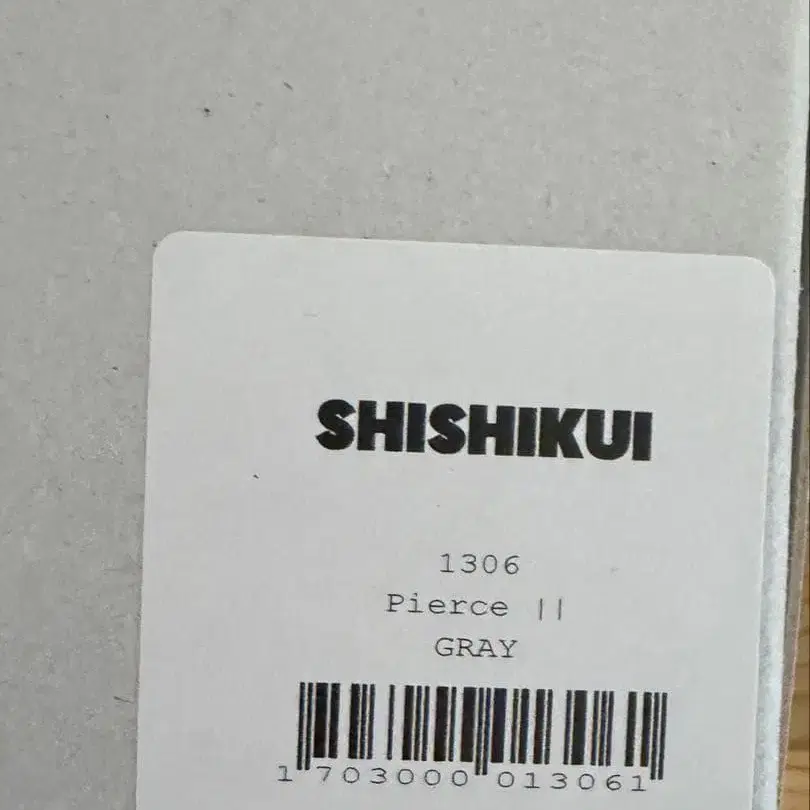 SHISHIKUI
1306
Pierce ||
GRAY
1 703000 013061